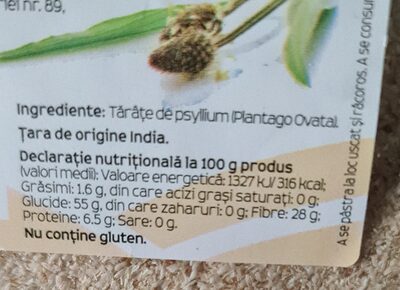 nr. 89,
Ingrediente: Tărâțe de psyllium (Plantago Ovata).
Țara de origine India.
Declarație nutrițională la 100 g produs
(valori medii): Valoare energetică: 1327 kJ/ 316 kcal;
Grăsimi: 1.6 g, din care acizi grași saturați: 0 g;
Glucide: 55 g, din care zaharuri: 0 g; Fibre: 28 g;
Proteine: 6.5 g; Sare: 0 g.
Nu conține gluten.
A se păstra la loc uscat și răcoros. A se consum